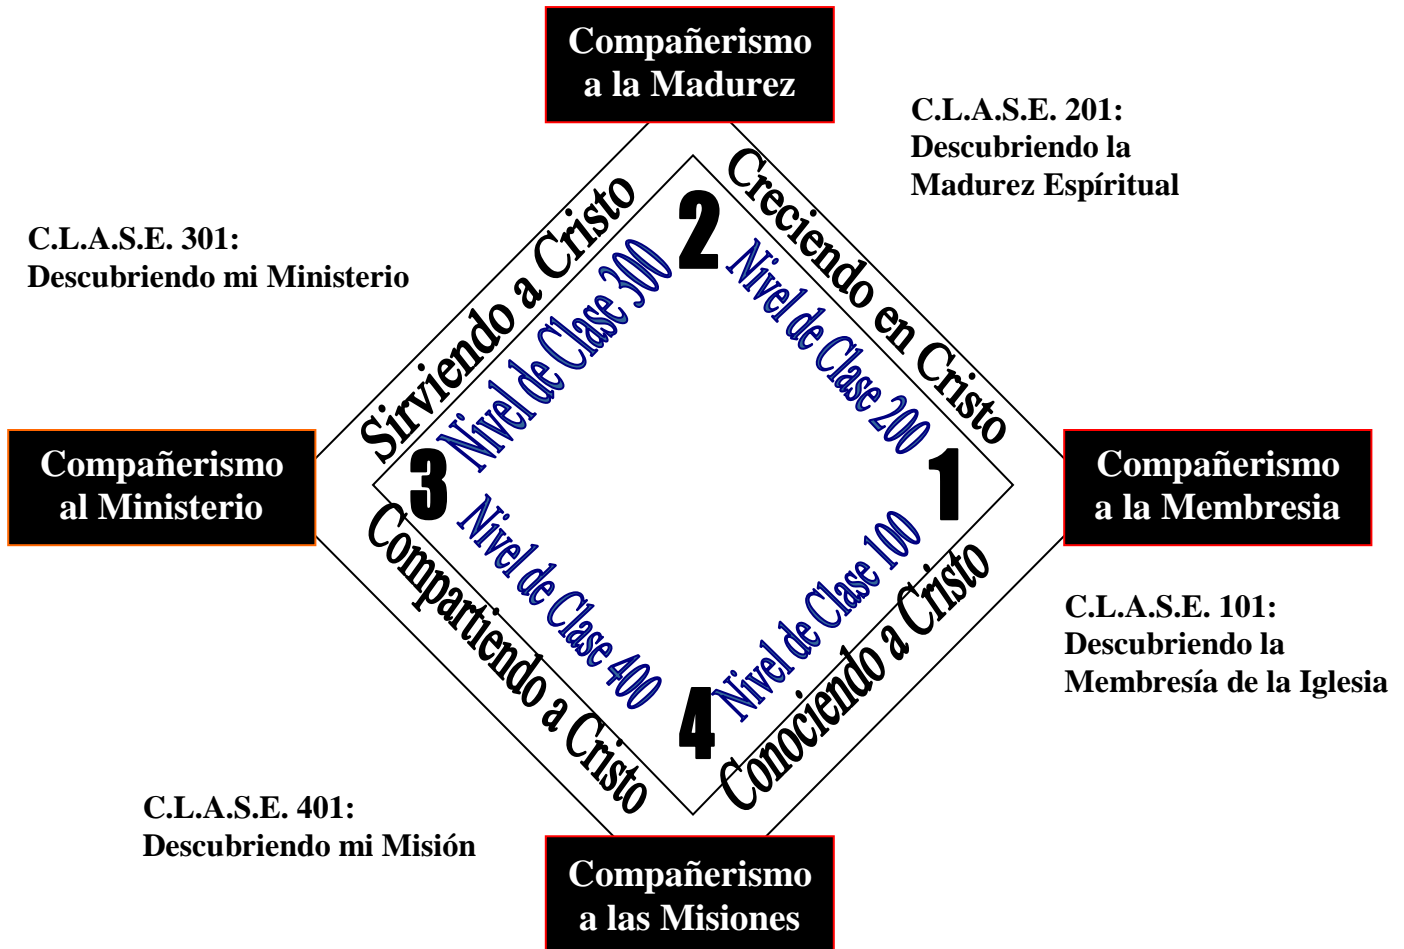 Compañerismo
a la Madurez
C.L.A.S.E. 201:
Descubriendo la
Madurez Espíritual
C.L.A.S.E. 301:
Descubriendo mi Ministerio
Sirviendo a Cristo
Creciendo en Cristo
2
Nivel de Clase 300
Nivel de Clase 200
Compañerismo
al Ministerio
3
1
Compañerismo
a la Membresia
Nivel de Clase 400
Nivel de Clase 100
Compartiendo a Cristo
Conociendo a Cristo
4
C.L.A.S.E. 101:
Descubriendo la
Membresía de la Iglesia
C.L.A.S.E. 401:
Descubriendo mi Misión
Compañerismo
a las Misiones